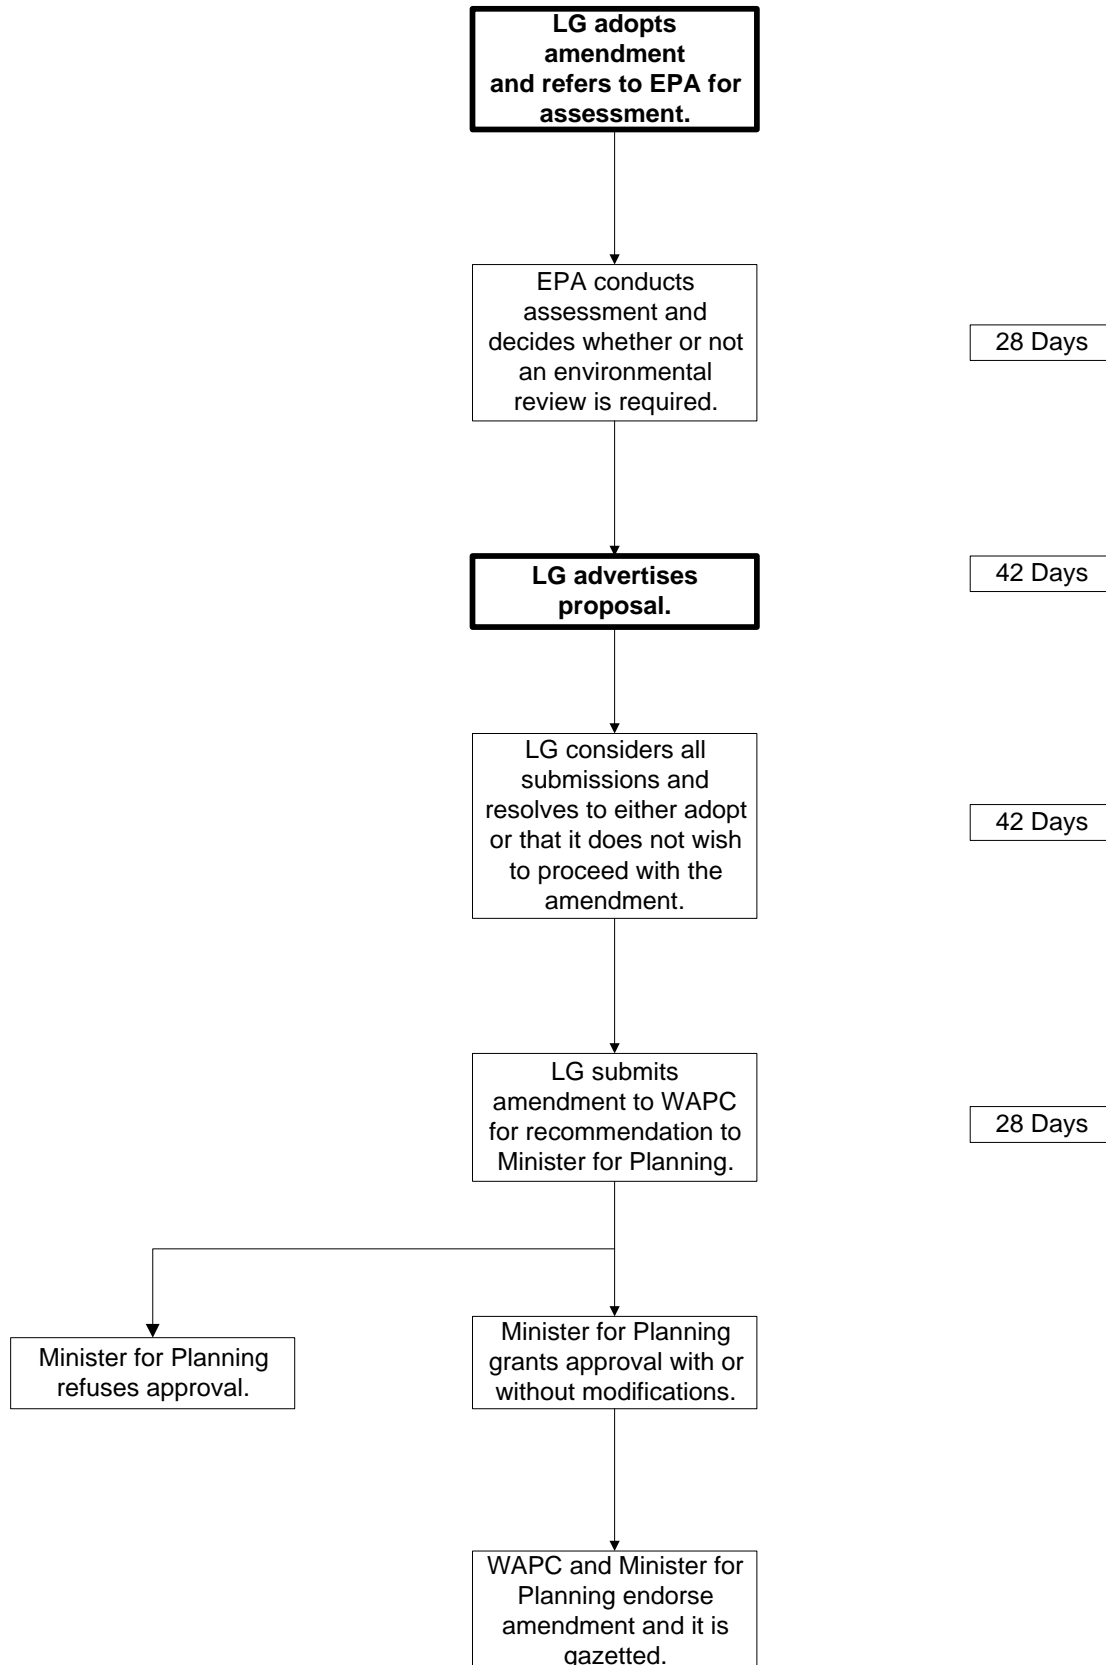 LG adopts
amendment
and refers to EPA for
assessment.
EPA conducts
assessment and
decides whether or not
an environmental
review is required.
28 Days
LG advertises
proposal.
42 Days
LG considers all
submissions and
resolves to either adopt
or that it does not wish
to proceed with the
amendment.
42 Days
LG submits
amendment to WAPC
for recommendation to
Minister for Planning.
28 Days
Minister for Planning
refuses approval.
Minister for Planning
grants approval with or
without modifications.
WAPC and Minister for
Planning endorse
amendment and it is
gazetted.